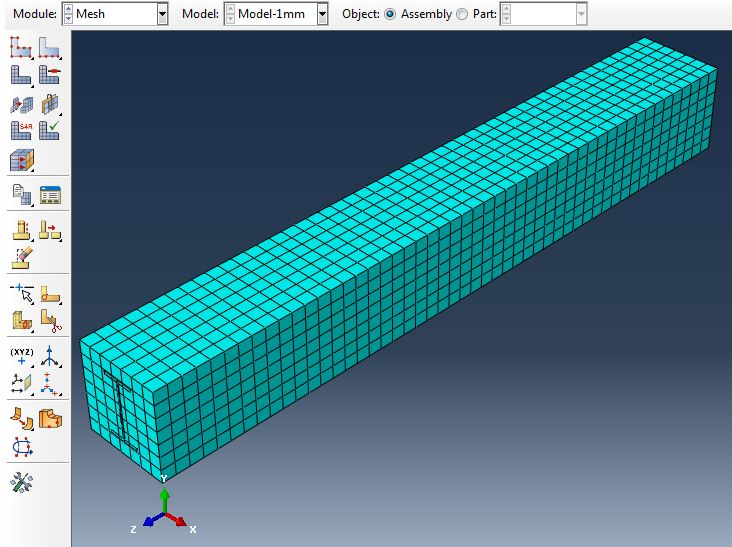 Module: Mesh Model: Model-1mm Object: Assembly Part:
S4R
(XYZ)
Y
Z X